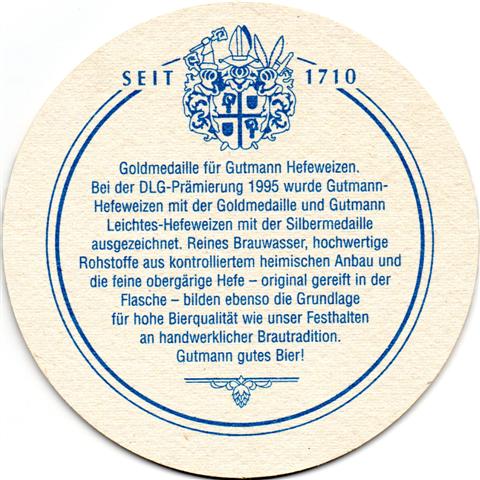 SEIT 1710
Goldmedaille für Gutmann Hefeweizen.
Bei der DLG-Prämierung 1995 wurde Gutmann-
Hefeweizen mit der Goldmedaille und Gutmann
Leichtes-Hefeweizen mit der Silbermedaille
ausgezeichnet. Reines Brauwasser, hochwertige
Rohstoffe aus kontrolliertem heimischen Anbau und
die feine obergärige Hefe – original gereift in der
Flasche – bilden ebenso die Grundlage
für hohe Bierqualität wie unser Festhalten
an handwerklicher Brautradition.
Gutmann gutes Bier!